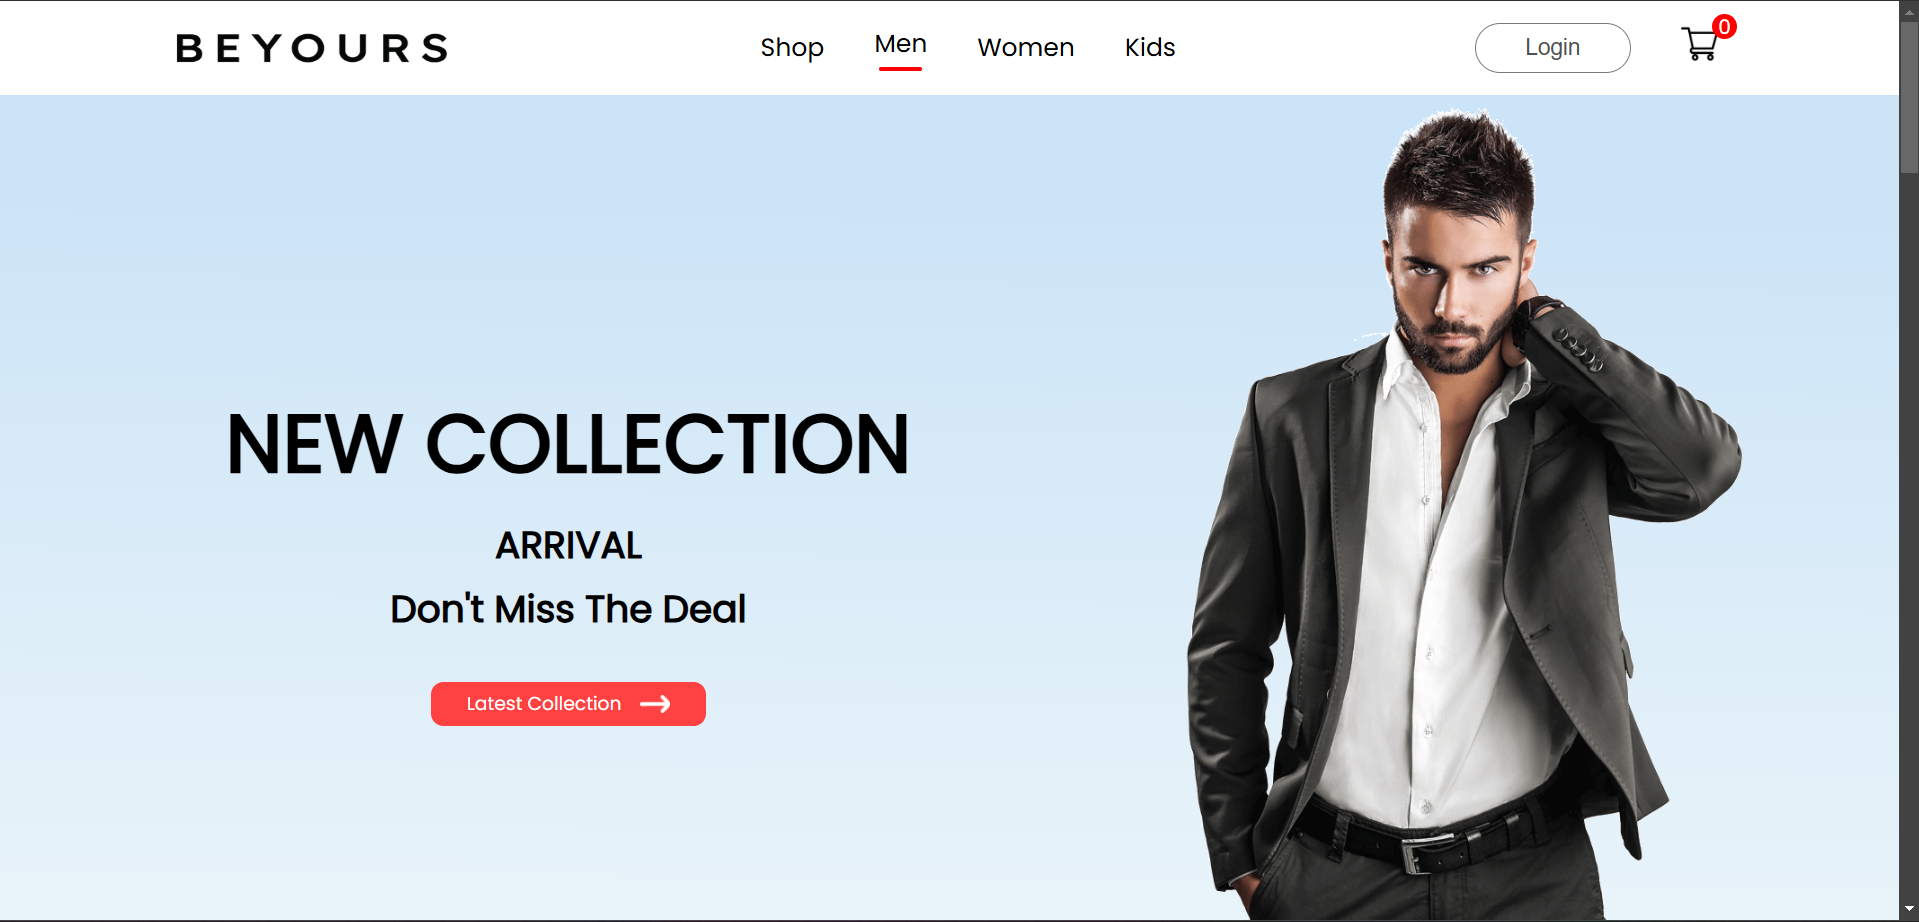 BEYOURS Shop Men Women Kids Login 0
NEW COLLECTION
ARRIVAL
Don't Miss The Deal
Latest Collection